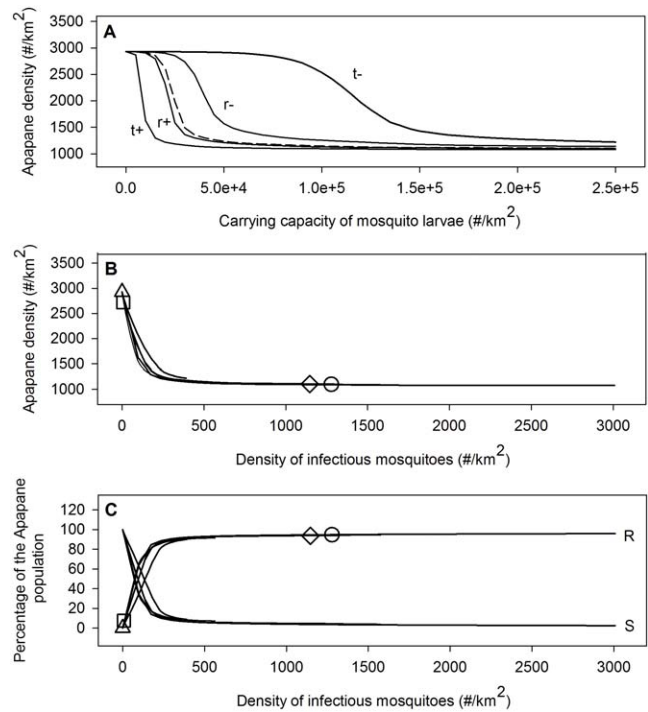 A
Apapane density (#/km²)
3500
3000
2500
2000
1500
1000
t+
r+
r-
t-
0.0 5.0e+4 1.0e+5 1.5e+5 2.0e+5 2.5e+5
Carrying capacity of mosquito larvae (#/km²)
B
Apapane density (#/km²)
3500
3000
2500
2000
1500
1000
0 500 1000 1500 2000 2500 3000
Density of infectious mosquitoes (#/km²)
C
Percentage of the Apapane
population
120
100
80
60
40
20
0
R
S
0 500 1000 1500 2000 2500 3000
Density of infectious mosquitoes (#/km²)